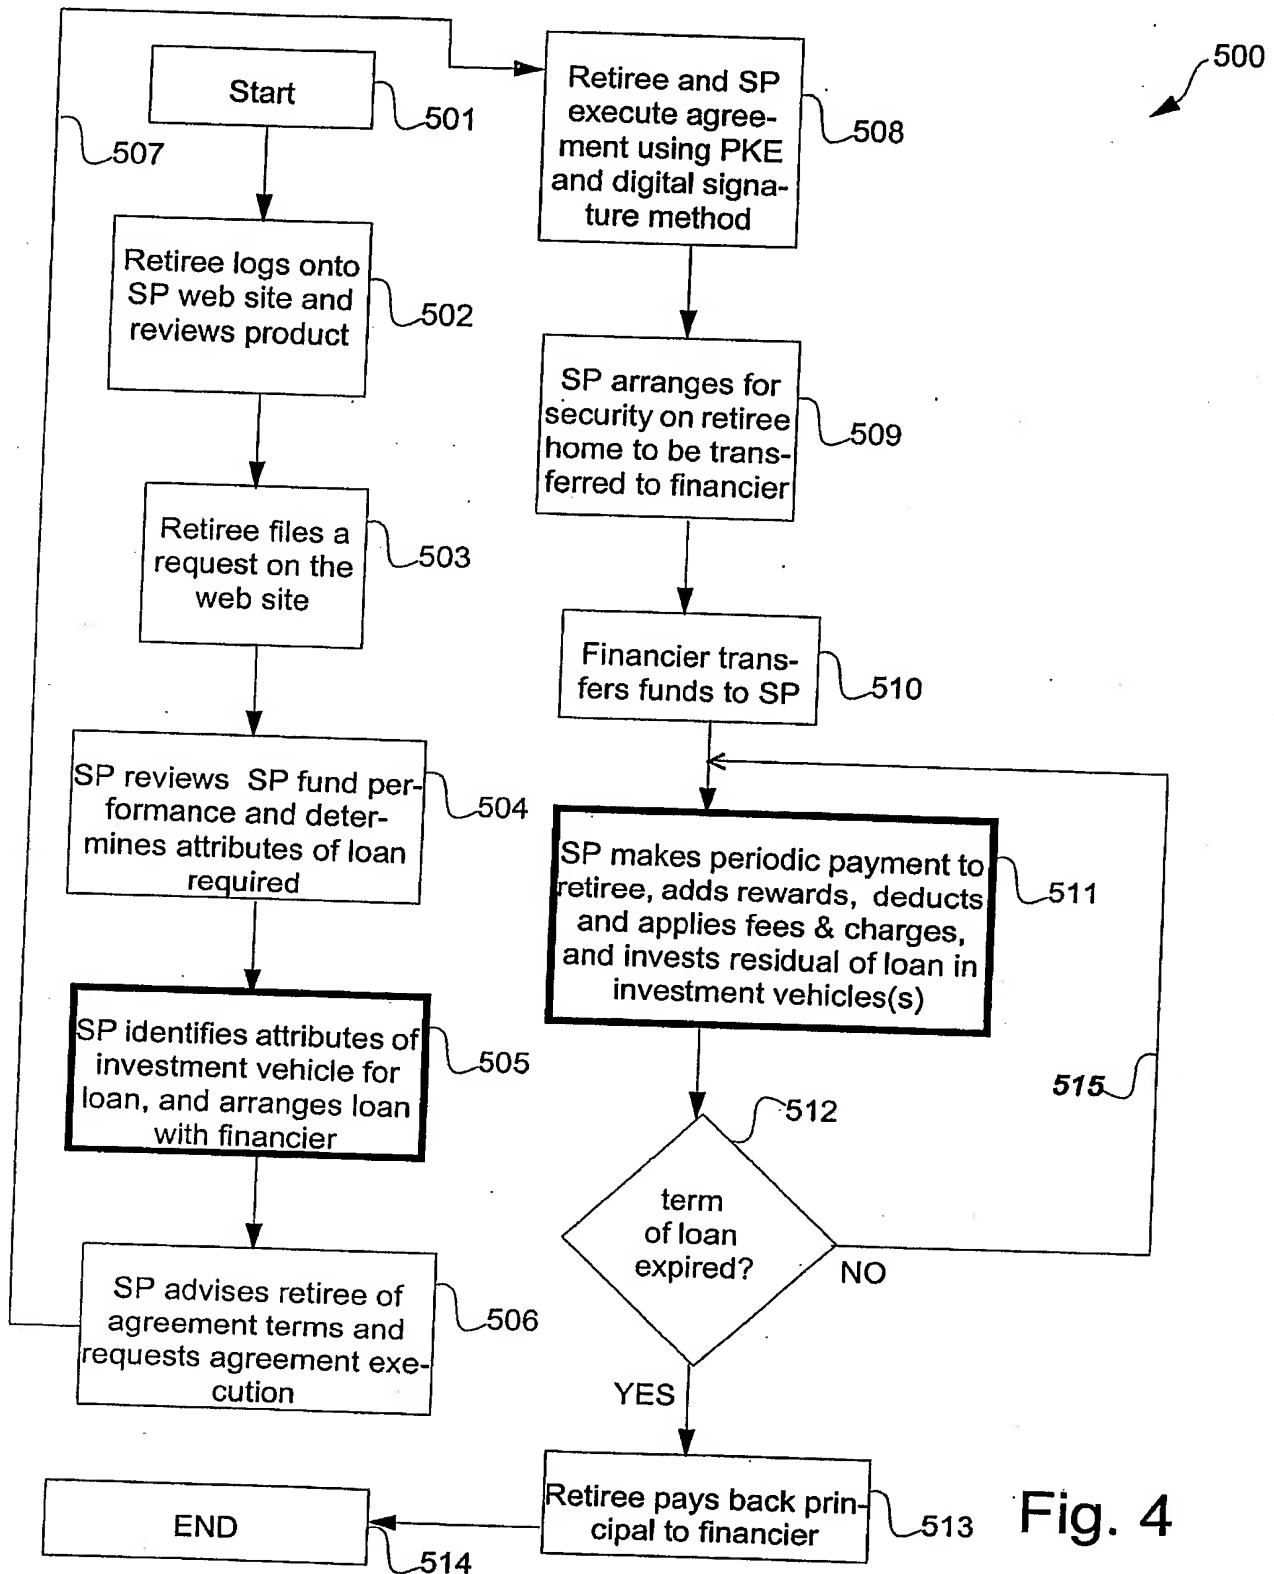 Start
501
507
Retiree logs onto
SP web site and
reviews product
502
Retiree files a
request on the
web site
503
SP reviews SP fund per-
formance and deter-
mines attributes of loan
required
504
SP identifies attributes of
investment vehicle for
loan, and arranges loan
with financier
505
SP advises retiree of
agreement terms and
requests agreement exe-
cution
506
Retiree and SP
execute agree-
ment using PKE
and digital signa-
ture method
508
500
SP arranges for
security on retiree
home to be trans-
ferred to financier
509
Financier trans-
fers funds to SP
510
SP makes periodic payment to
retiree, adds rewards, deducts
and applies fees & charges,
and invests residual of loan in
investment vehicles(s)
511
515
512
term
of loan
expired?
NO
YES
Retiree pays back prin-
cipal to financier
513
END
514
Fig. 4